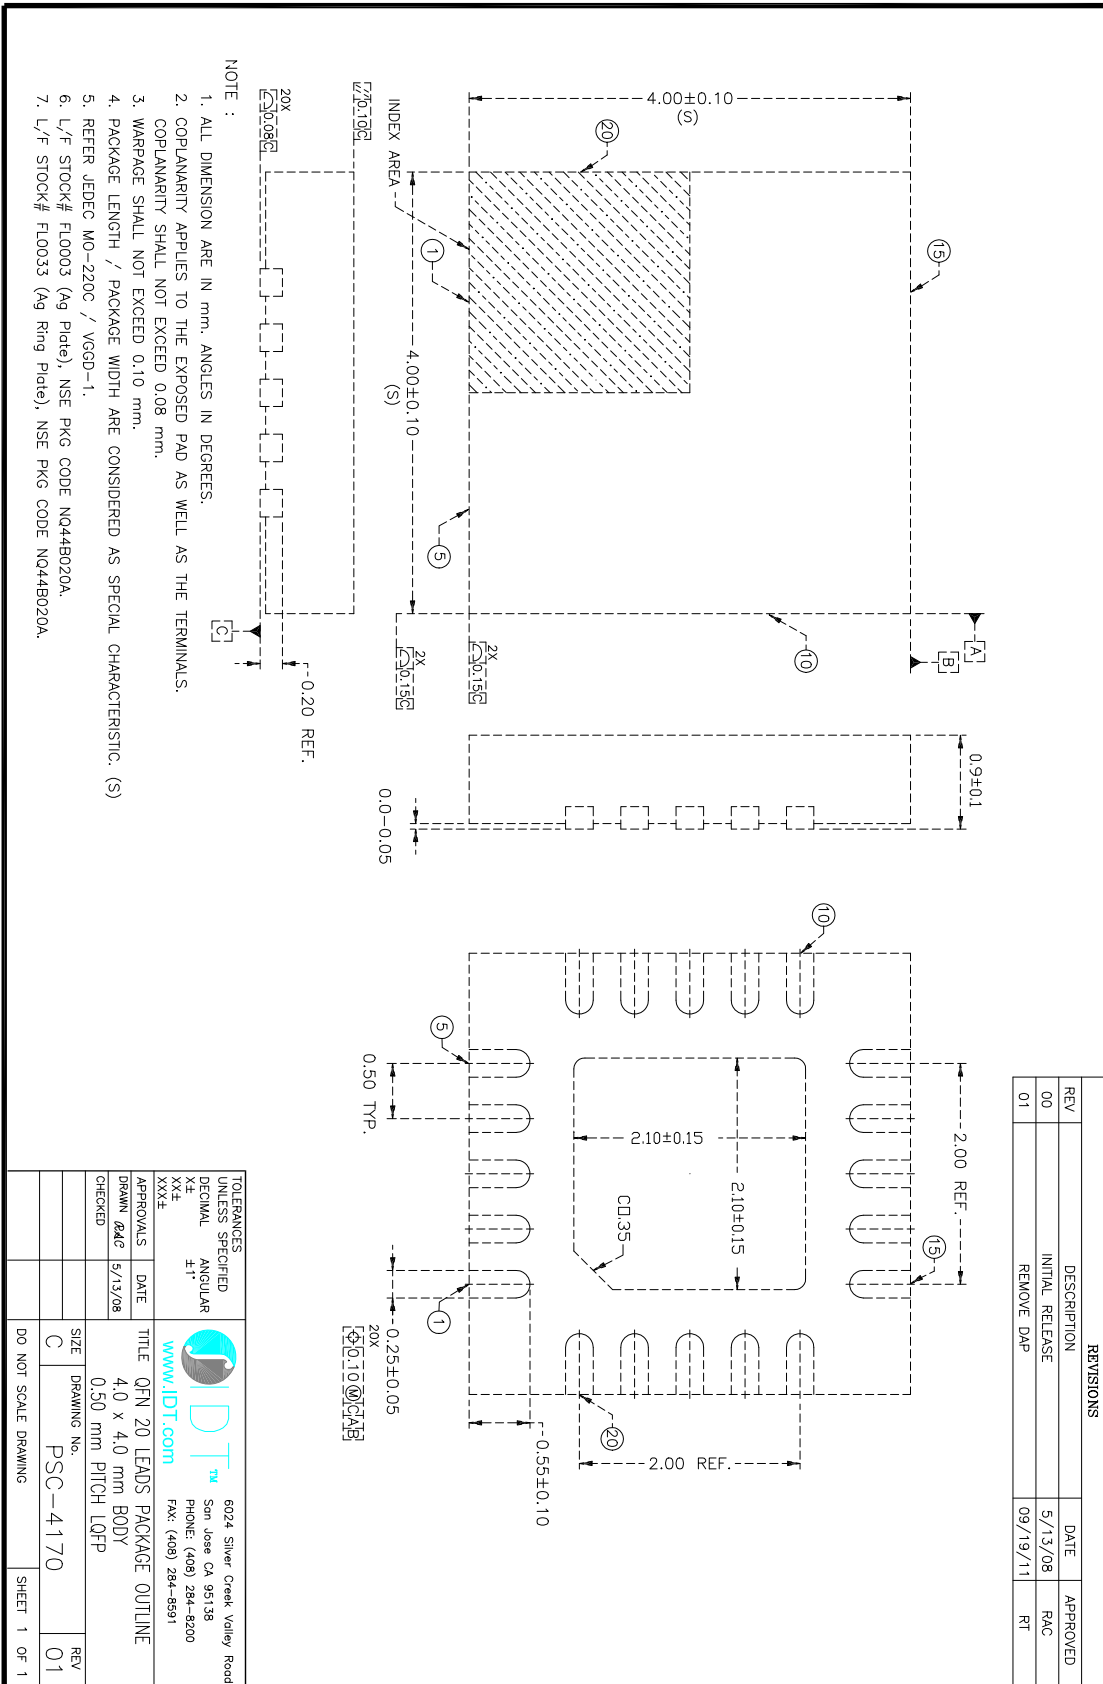 REVISIONS
REV DESCRIPTION DATE APPROVED
00 INITIAL RELEASE 5/13/08 RAC
01 REMOVE DAP 09/19/11 RT
4.00±0.10
(S)
20
15
INDEX AREA
1
4.00±0.10
(S)
5
10
A
B
2X
0.15 C
2X
0.15 C
0.9±0.1
0.0-0.05
// 0.10 C
20X
0.08 C
C
0.20 REF.
10
5
0.50 TYP.
2.10±0.15
2.10±0.15
C0.35
2.00 REF.
15
1
0.25±0.05
20X
0.10 M C A B
20
2.00 REF.
0.55±0.10
NOTE :
1. ALL DIMENSION ARE IN mm. ANGLES IN DEGREES.
2. COPLANARITY APPLIES TO THE EXPOSED PAD AS WELL AS THE TERMINALS.
COPLANARITY SHALL NOT EXCEED 0.08 mm.
3. WARPAGE SHALL NOT EXCEED 0.10 mm.
4. PACKAGE LENGTH / PACKAGE WIDTH ARE CONSIDERED AS SPECIAL CHARACTERISTIC. (S)
5. REFER JEDEC MO-220C / VGGD-1.
6. L/F STOCK# FL0003 (Ag Plate), NSE PKG CODE NQ44B020A.
7. L/F STOCK# FL0033 (Ag Ring Plate), NSE PKG CODE NQ44B020A.
TOLERANCES
UNLESS SPECIFIED
DECIMAL ANGULAR
X± ±1°
XX±
XXX±
APPROVALS DATE
DRAWN RAC 5/13/08
CHECKED
IDT TM
www.IDT.com
6024 Silver Creek Valley Road
San Jose CA 95138
PHONE: (408) 284-8200
FAX: (408) 284-8591
TITLE QFN 20 LEADS PACKAGE OUTLINE
4.0 x 4.0 mm BODY
0.50 mm PITCH LQFP
SIZE DRAWING No. REV
C PSC-4170 01
DO NOT SCALE DRAWING SHEET 1 OF 1